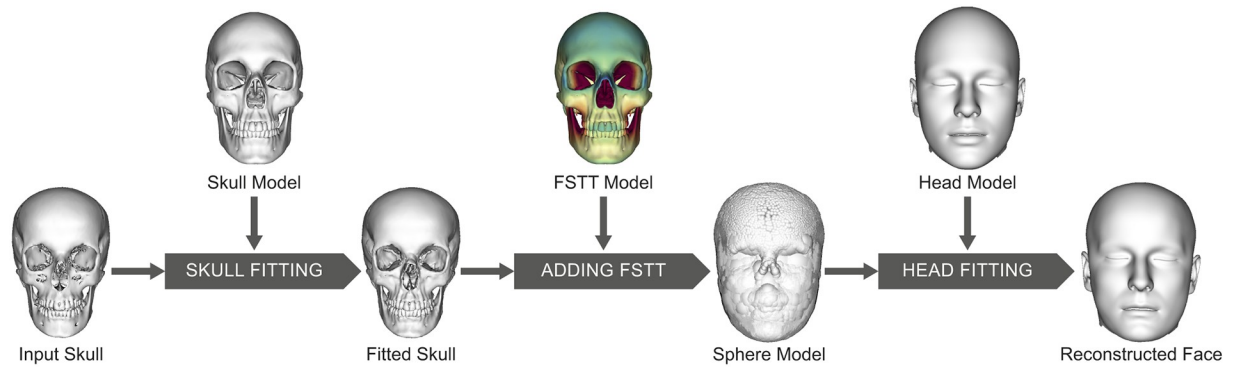 Skull Model
FSTT Model
Head Model
SKULL FITTING
ADDING FSTT
HEAD FITTING
Input Skull
Fitted Skull
Sphere Model
Reconstructed Face